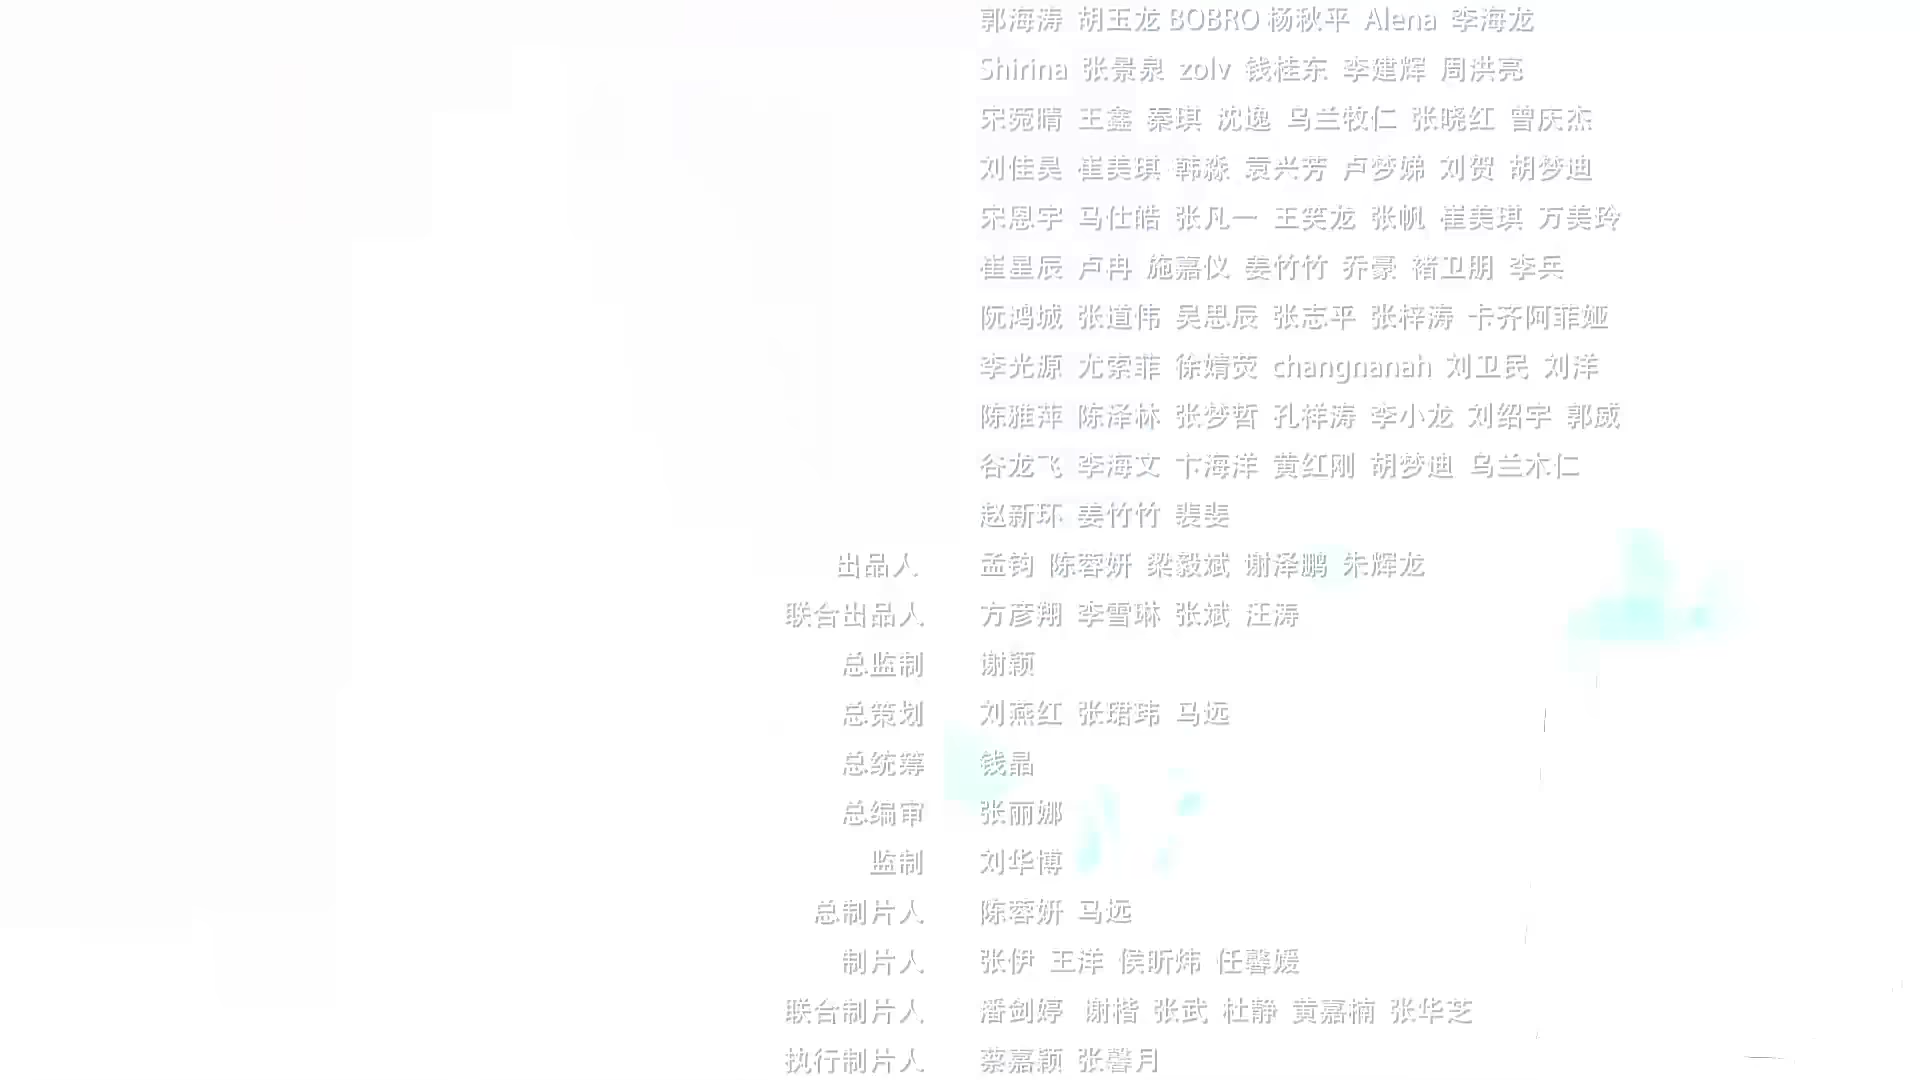 郭海涛 胡玉龙 BOBRO 杨秋平 Alena 李海龙
Shirina 张景泉 zolv 钱桂东 李建辉 周洪亮
宋菀晴 王鑫 秦琪 沈逸 乌兰牧仁 张晓红 曾庆杰
刘佳昊 崔美琪 韩淼 袁兴芳 卢梦娣 刘贺 胡梦迪
宋恩宇 马仕皓 张凡一 王笑龙 张帆 崔美琪 万美玲
崔星辰 卢冉 施嘉仪 姜竹竹 乔豪 褚卫朋 李兵
阮鸿城 张道伟 吴思辰 张志平 张梓涛 卡齐阿菲娅
李光源 尤索菲 徐婧荧 changnanah 刘卫民 刘洋
陈雅萍 陈泽林 张梦哲 孔祥涛 李小龙 刘绍宇 郭威
谷龙飞 李海文 卞海洋 黄红刚 胡梦迪 乌兰木仁
赵新环 姜竹竹 裴斐
出品人 孟钧 陈蓉妍 梁毅斌 谢泽鹏 朱辉龙
联合出品人 方彦翔 李雪琳 张斌 汪涛
总监制 谢颖
总策划 刘燕红 张珺玮 马远
总统筹 钱晶
总编审 张丽娜
监制 刘华博
总制片人 陈蓉妍 马远
制片人 张伊 王洋 侯昕炜 任馨媛
联合制片人 潘剑婷 谢楷 张武 杜静 黄嘉楠 张华芝
执行制片人 蔡嘉颖 张馨月